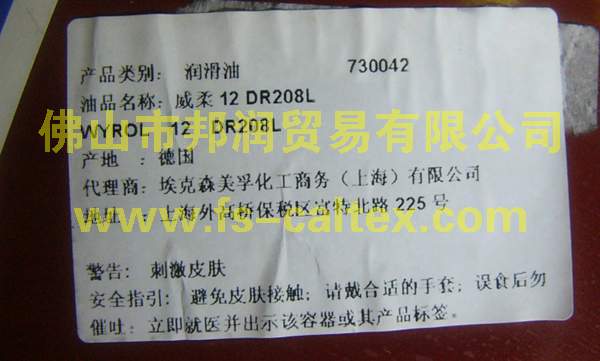 产品类别： 润滑油 730042
油品名称：威柔 12 DR208L
WYROL 12 DR208L
佛山市邦润贸易有限公司
产地 ： 德国
代理商：埃克森美孚化工商务（上海）有限公司
地址 ：上海外高桥保税区富特北路 225 号
www.fs-caltex.com
警告： 刺激皮肤
安全指引： 避免皮肤接触；请戴合适的手套；误食后勿
催吐；立即就医并出示该容器或其产品标签。